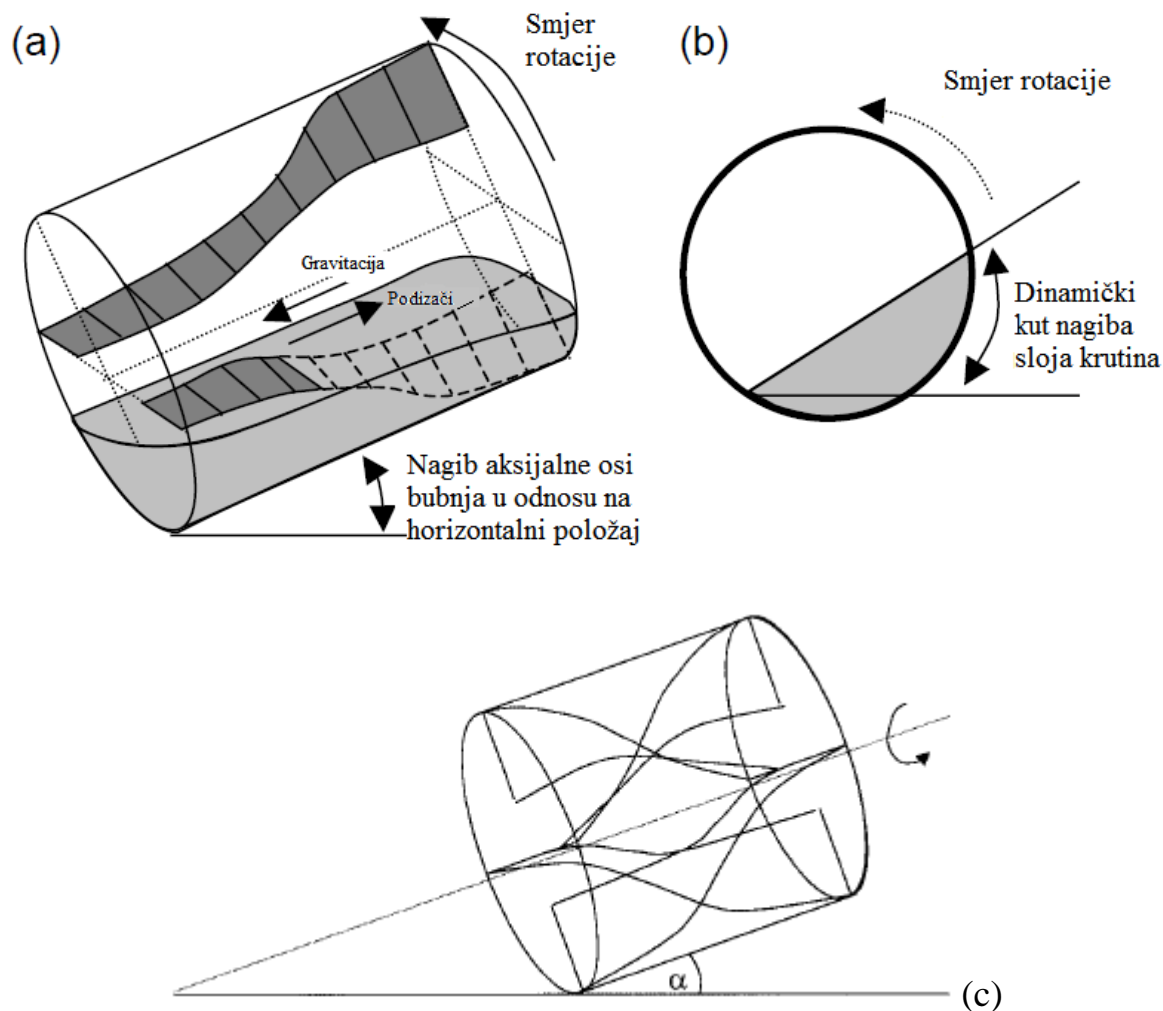 (a)
Smjer
rotacije
Gravitacija
Podizači
Nagib aksijalne osi
bubnja u odnosu na
horizontalni položaj
(b)
Smjer rotacije
Dinamički
kut nagiba
sloja krutina
α
(c)